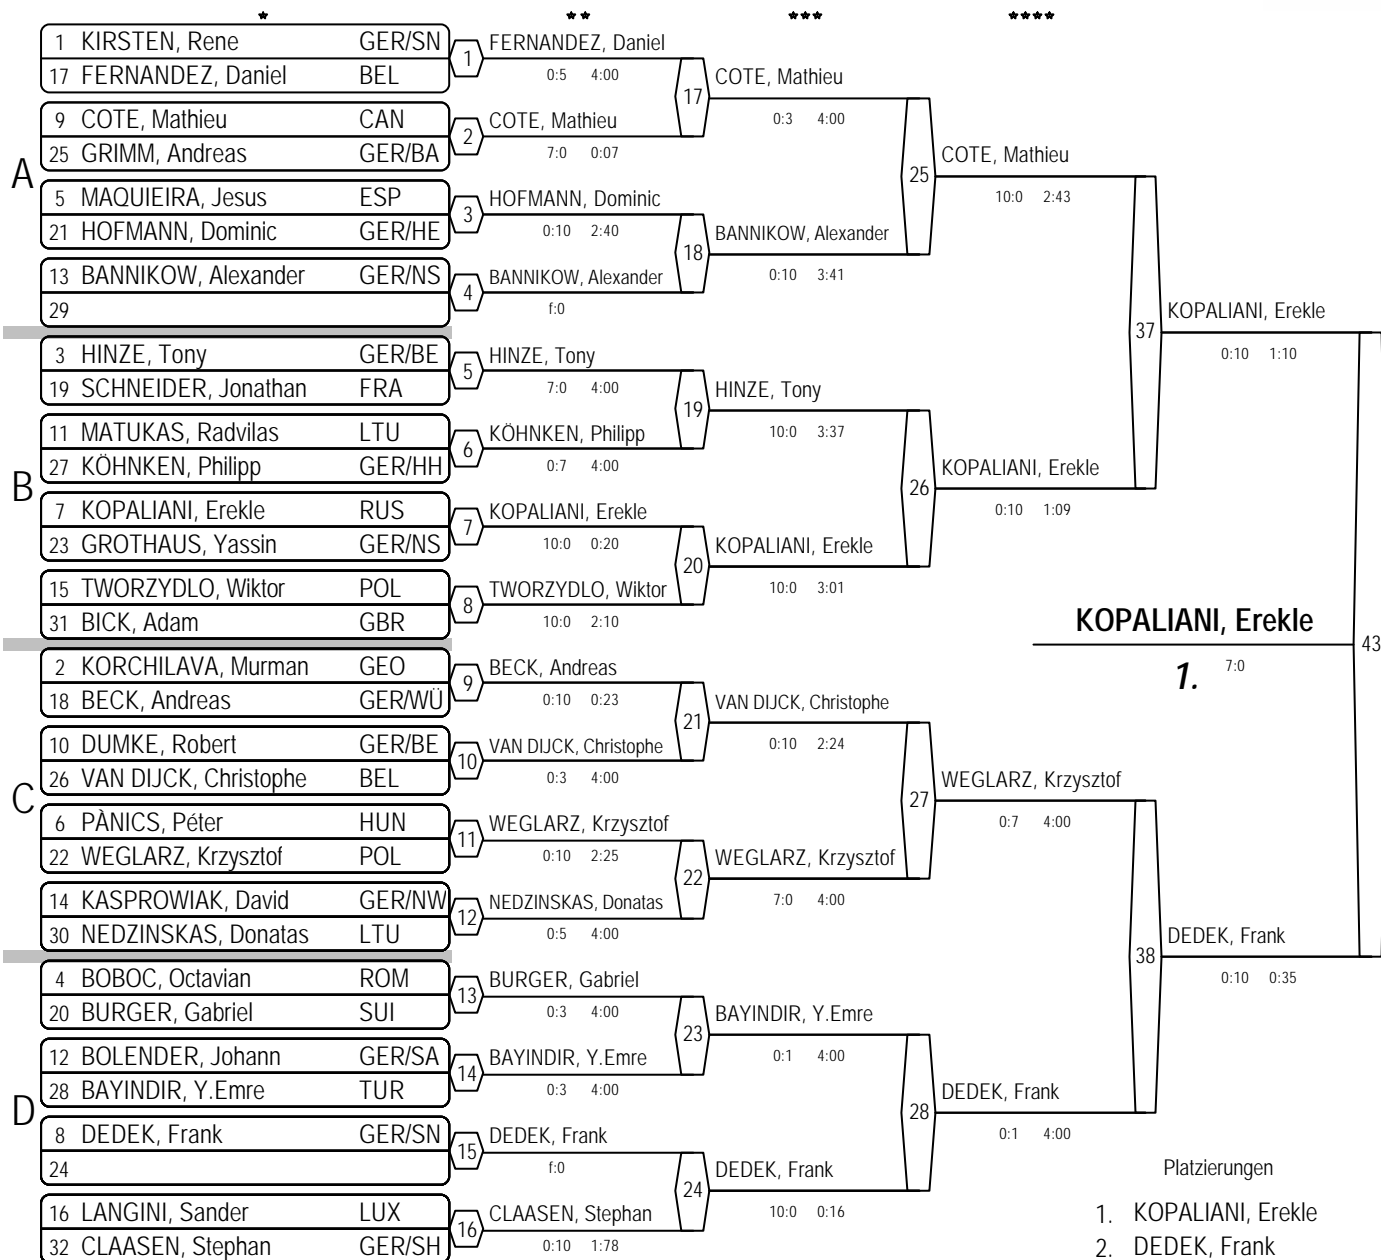 * ** *** ****
A
1 KIRSTEN, Rene GER/SN
17 FERNANDEZ, Daniel BEL
9 COTE, Mathieu CAN
25 GRIMM, Andreas GER/BA
5 MAQUIEIRA, Jesus ESP
21 HOFMANN, Dominic GER/HE
13 BANNIKOW, Alexander GER/NS
29
B
3 HINZE, Tony GER/BE
19 SCHNEIDER, Jonathan FRA
11 MATUKAS, Radvilas LTU
27 KÖHNKEN, Philipp GER/HH
7 KOPALIANI, Erekle RUS
23 GROTHAUS, Yassin GER/NS
15 TWORZYDLO, Wiktor POL
31 BICK, Adam GBR
C
2 KORCHILAVA, Murman GEO
18 BECK, Andreas GER/WÜ
10 DUMKE, Robert GER/BE
26 VAN DIJCK, Christophe BEL
6 PÀNICS, Péter HUN
22 WEGLARZ, Krzysztof POL
14 KASPROWIAK, David GER/NW
30 NEDZINSKAS, Donatas LTU
D
4 BOBOC, Octavian ROM
20 BURGER, Gabriel SUI
12 BOLENDER, Johann GER/SA
28 BAYINDIR, Y.Emre TUR
8 DEDEK, Frank GER/SN
24
16 LANGINI, Sander LUX
32 CLAASEN, Stephan GER/SH
1 FERNANDEZ, Daniel
0:5 4:00
2 COTE, Mathieu
7:0 0:07
3 HOFMANN, Dominic
0:10 2:40
4 BANNIKOW, Alexander
f:0
5 HINZE, Tony
7:0 4:00
6 KÖHNKEN, Philipp
0:7 4:00
7 KOPALIANI, Erekle
10:0 0:20
8 TWORZYDLO, Wiktor
10:0 2:10
9 BECK, Andreas
0:10 0:23
10 VAN DIJCK, Christophe
0:3 4:00
11 WEGLARZ, Krzysztof
0:10 2:25
12 NEDZINSKAS, Donatas
0:5 4:00
13 BURGER, Gabriel
0:3 4:00
14 BAYINDIR, Y.Emre
0:3 4:00
15 DEDEK, Frank
f:0
16 CLAASEN, Stephan
0:10 1:78
17 COTE, Mathieu
0:3 4:00
18 BANNIKOW, Alexander
0:10 3:41
19 HINZE, Tony
10:0 3:37
20 KOPALIANI, Erekle
10:0 3:01
21 VAN DIJCK, Christophe
0:10 2:24
22 WEGLARZ, Krzysztof
7:0 4:00
23 BAYINDIR, Y.Emre
0:1 4:00
24 DEDEK, Frank
10:0 0:16
25 COTE, Mathieu
10:0 2:43
26 KOPALIANI, Erekle
0:10 1:09
27 WEGLARZ, Krzysztof
0:7 4:00
28 DEDEK, Frank
0:1 4:00
37 KOPALIANI, Erekle
0:10 1:10
38 DEDEK, Frank
0:10 0:35
KOPALIANI, Erekle 43
1. 7:0
Platzierungen
1. KOPALIANI, Erekle
2. DEDEK, Frank